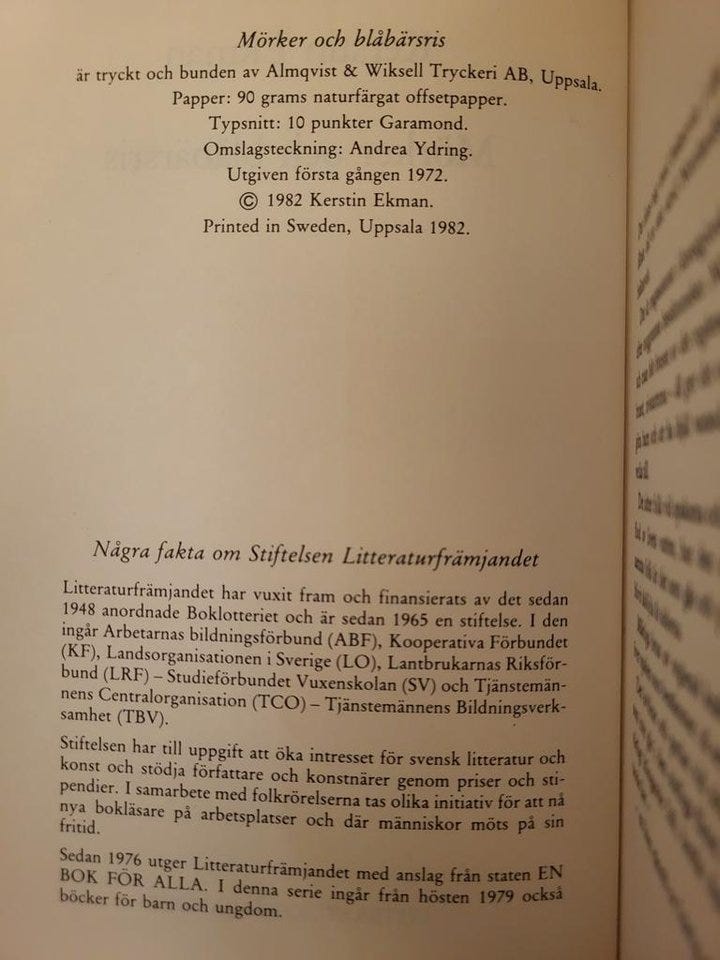 Mörker och blåbärsris
är tryckt och bunden av Almqvist & Wiksell Tryckeri AB, Uppsala.
Papper: 90 grams naturfärgat offsetpapper.
Typsnitt: 10 punkter Garamond.
Omslagsteckning: Andrea Ydring.
Utgiven första gången 1972.
© 1982 Kerstin Ekman.
Printed in Sweden, Uppsala 1982.
Några fakta om Stiftelsen Litteraturfrämjandet
Litteraturfrämjandet har vuxit fram och finansierats av det sedan
1948 anordnade Boklotteriet och är sedan 1965 en stiftelse. I den
ingår Arbetarnas bildningsförbund (ABF), Kooperativa Förbundet
(KF), Landsorganisationen i Sverige (LO), Lantbrukarnas Riksför-
bund (LRF) – Studieförbundet Vuxenskolan (SV) och Tjänstemän-
nens Centralorganisation (TCO) – Tjänstemännens Bildningsverk-
samhet (TBV).
Stiftelsen har till uppgift att öka intresset för svensk litteratur och
konst och stödja författare och konstnärer genom priser och sti-
pendier. I samarbete med folkrörelserna tas olika initiativ för att nå
nya bokläsare på arbetsplatser och där människor möts på sin
fritid.
Sedan 1976 utger Litteraturfrämjandet med anslag från staten EN
BOK FÖR ALLA. I denna serie ingår från hösten 1979 också
böcker för barn och ungdom.